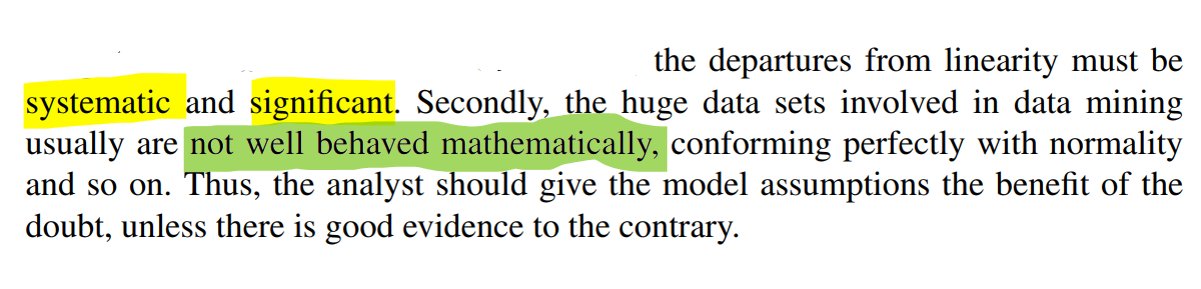 the departures from linearity must be
systematic and significant. Secondly, the huge data sets involved in data mining
usually are not well behaved mathematically, conforming perfectly with normality
and so on. Thus, the analyst should give the model assumptions the benefit of the
doubt, unless there is good evidence to the contrary.